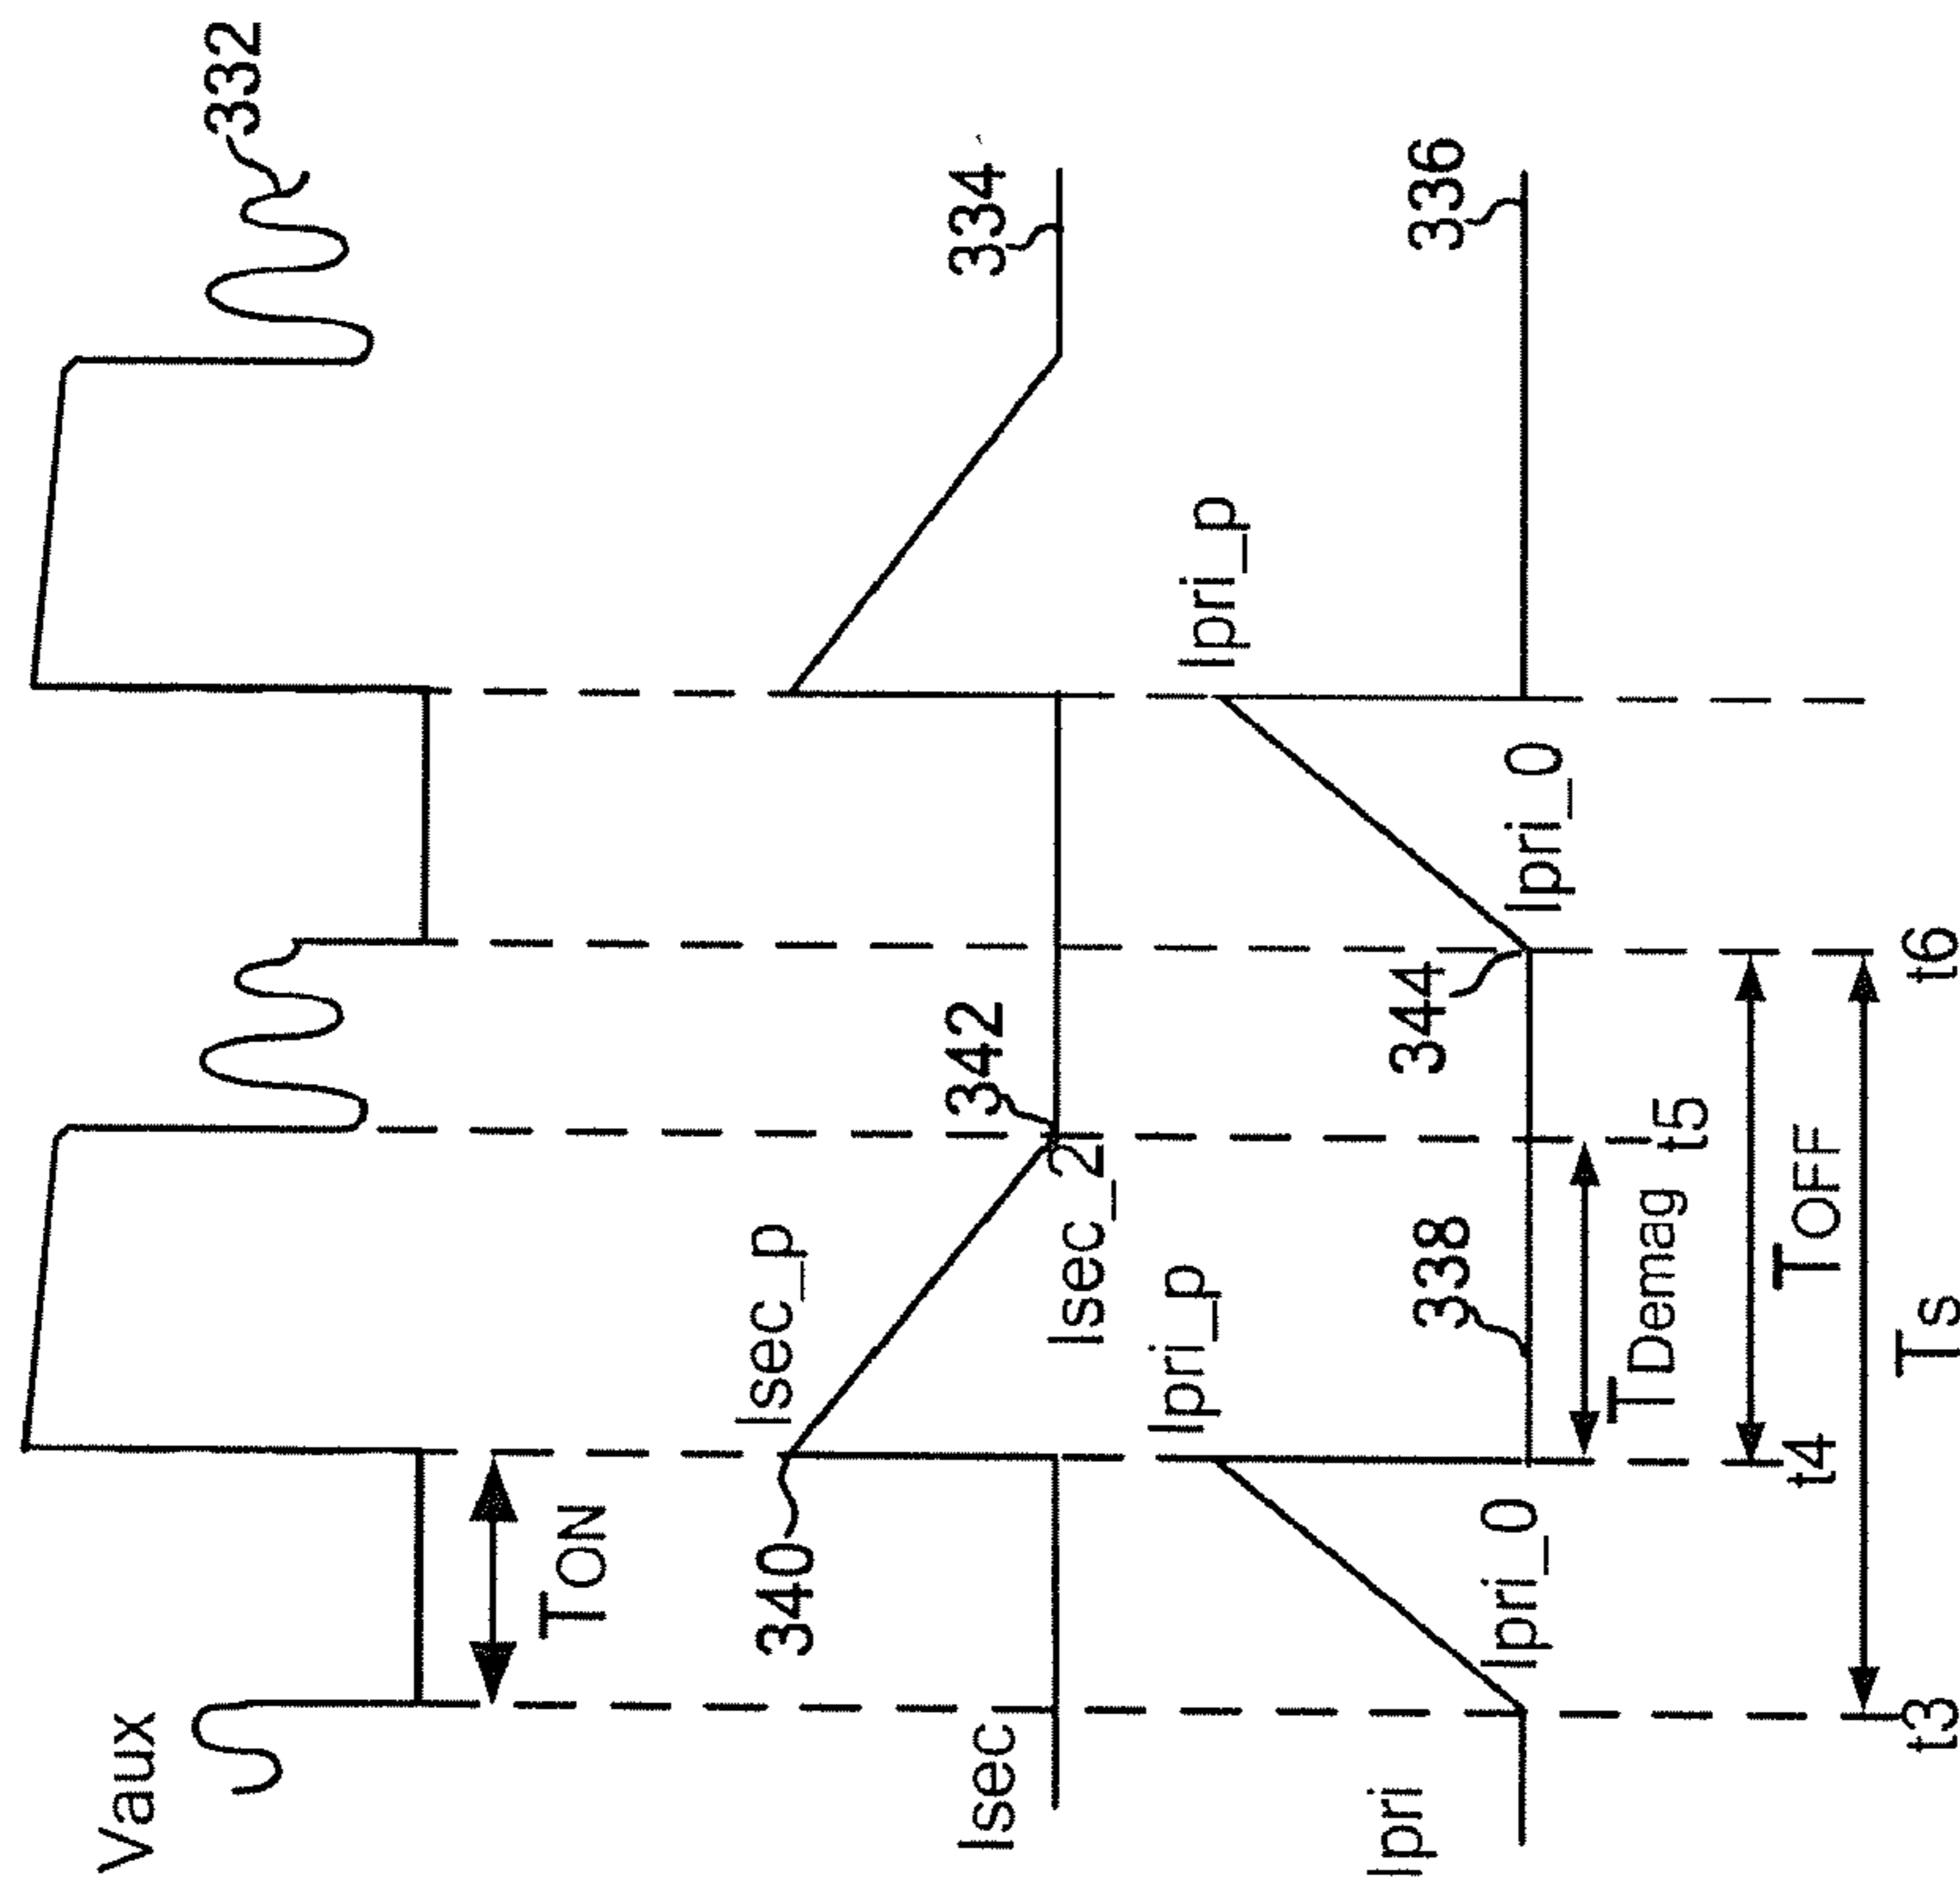 Vaux
332
TON
340
Isec_p
342
334
Isec
Isec_2
Ipri_p
Ipri_p
Ipri
Ipri_0
338
344
Ipri_0
336
TDemag
t5
t4
TOFF
t3
Ts
t6